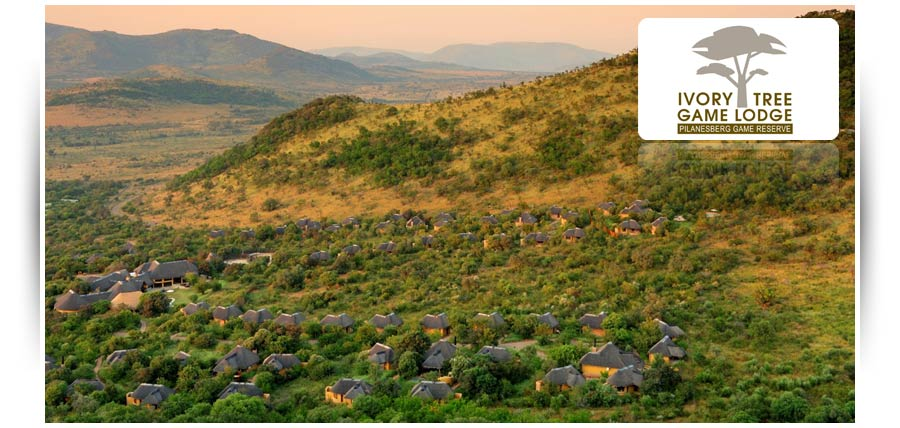 IVORY TREE
GAME LODGE
PILANESBERG GAME RESERVE